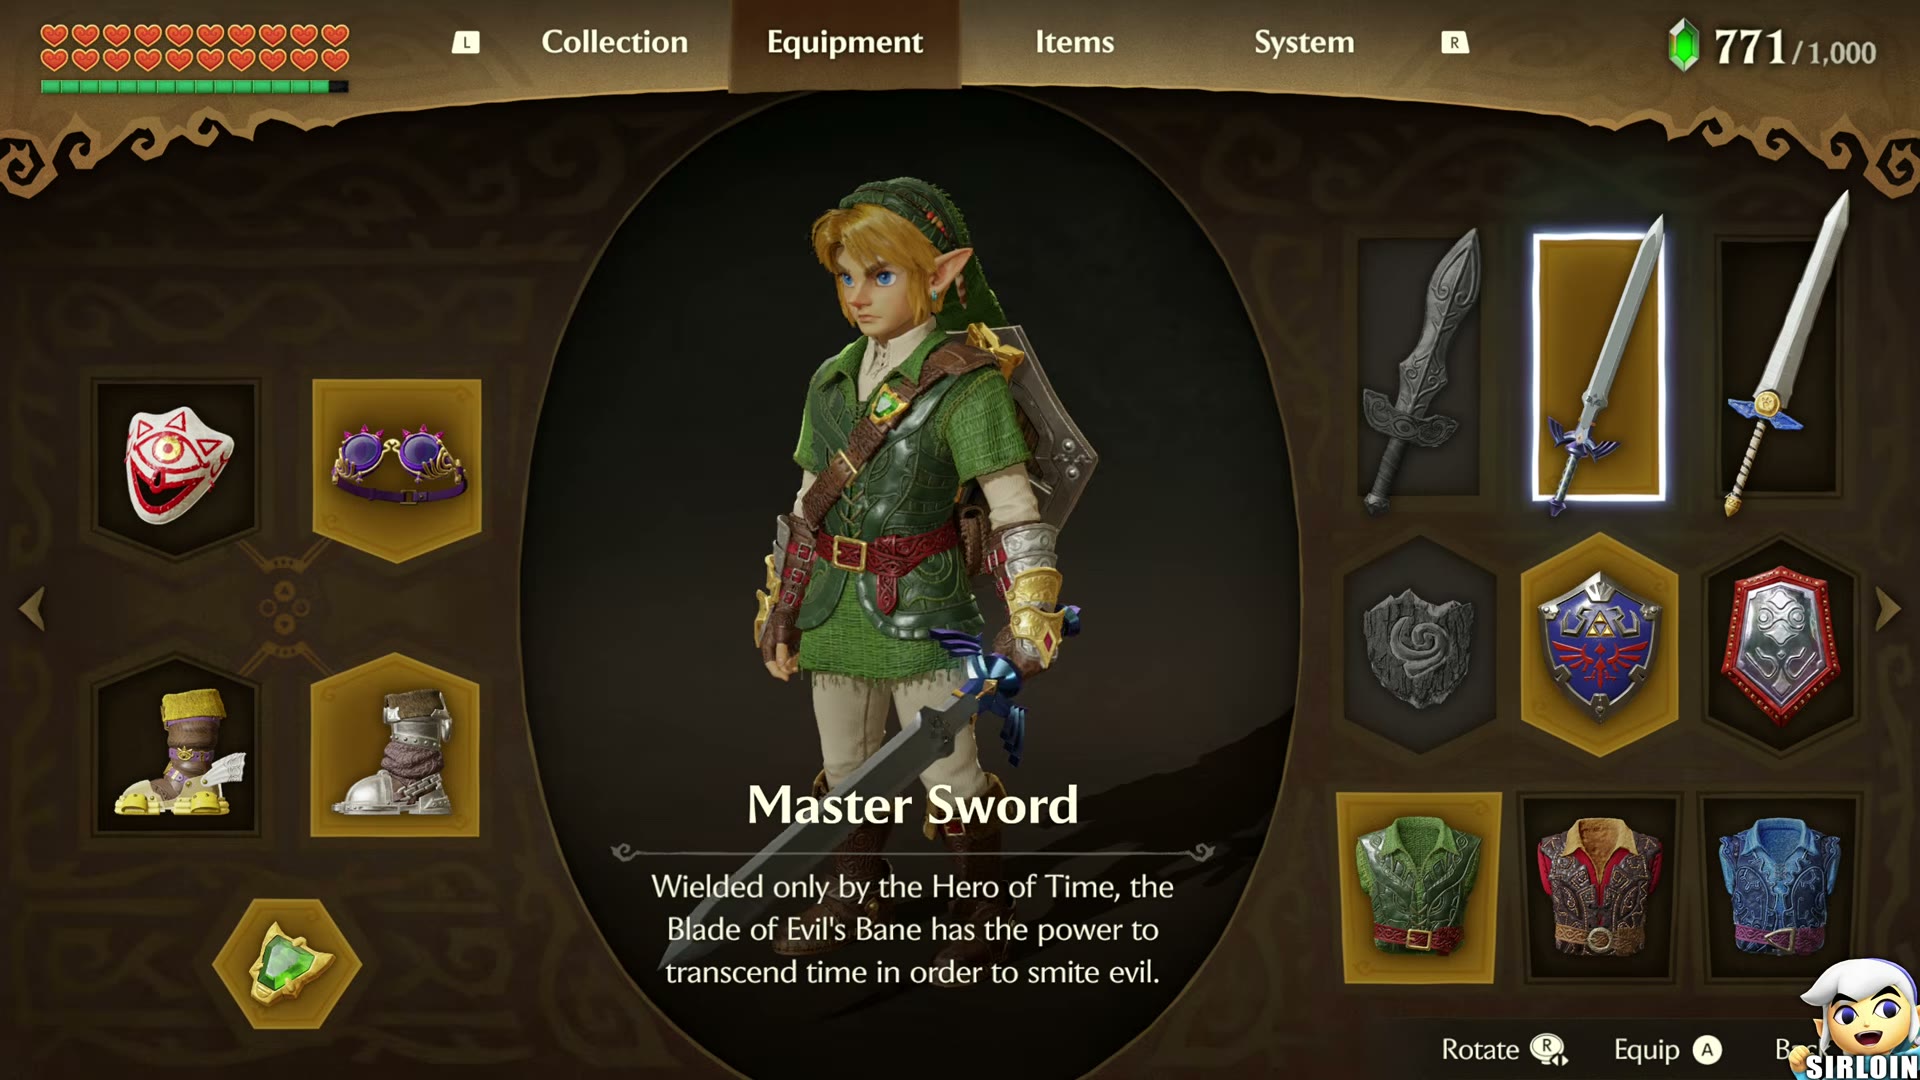 L Collection Equipment Items System R 771/1,000
Master Sword
Wielded only by the Hero of Time, the
Blade of Evil's Bane has the power to
transcend time in order to smite evil.
Rotate R Equip A
SIRLOIN